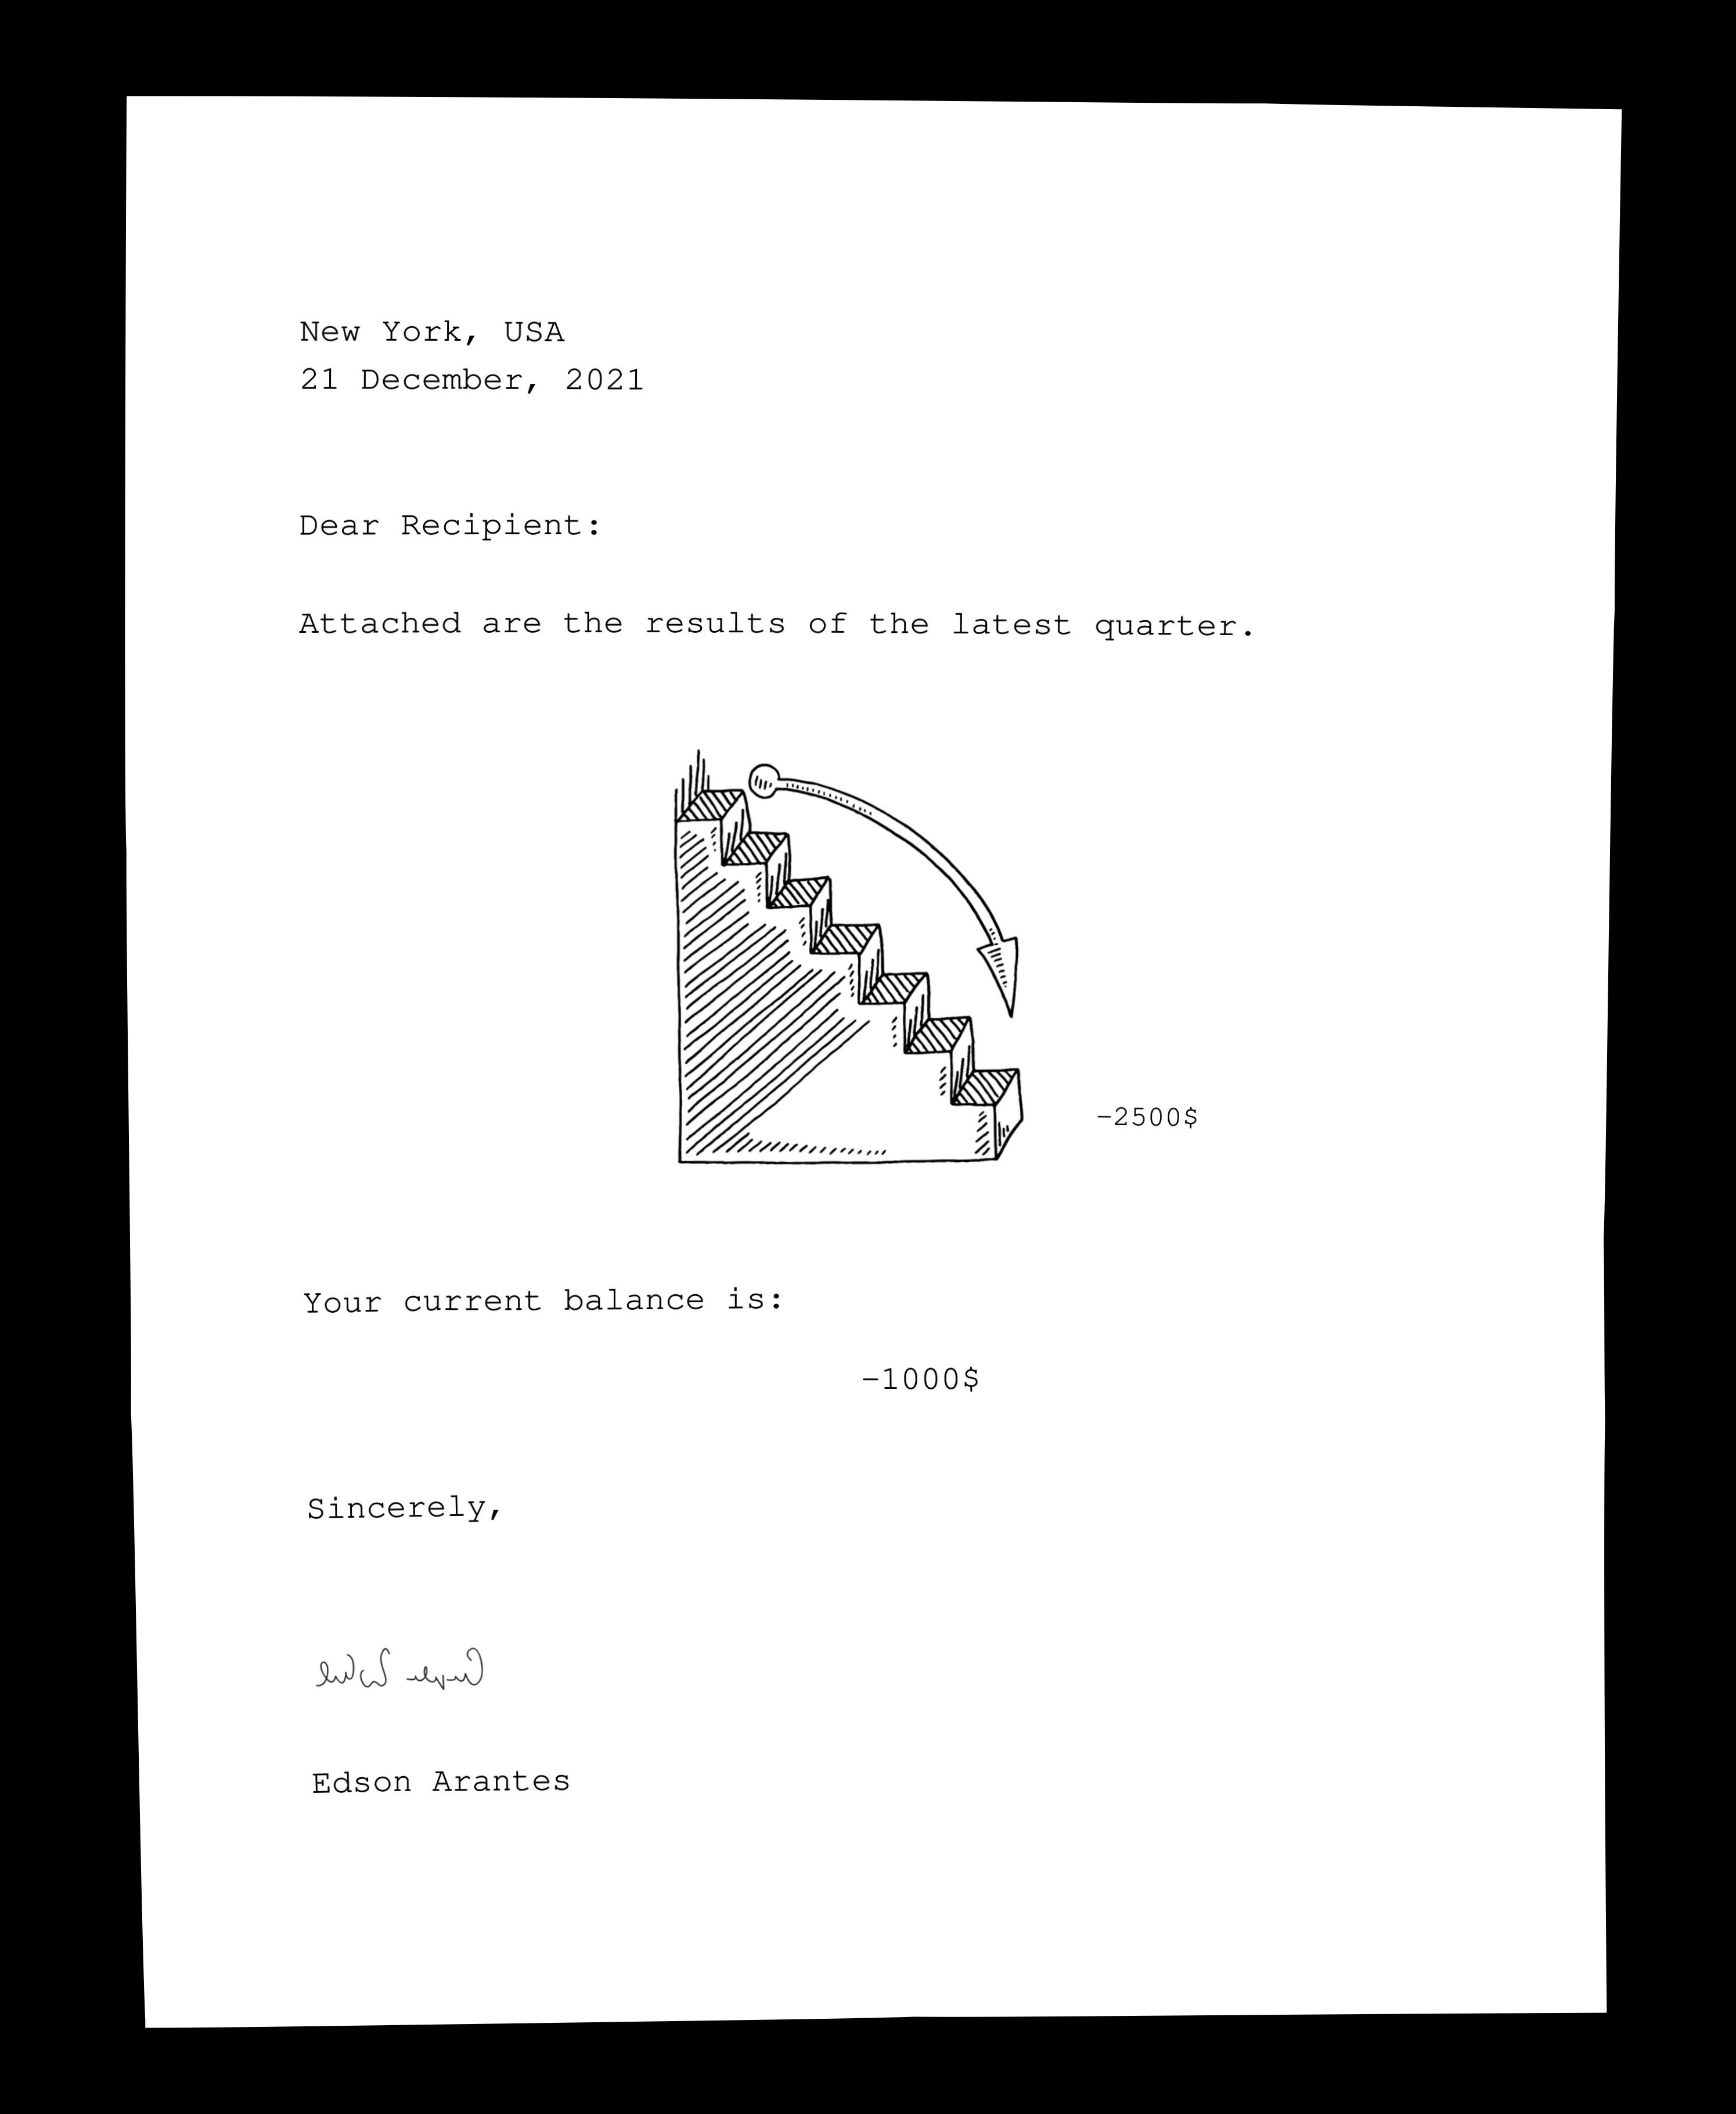 New York, USA
21 December, 2021
Dear Recipient:
Attached are the results of the latest quarter.
-2500$
Your current balance is:
-1000$
Sincerely,
Edson Arantes